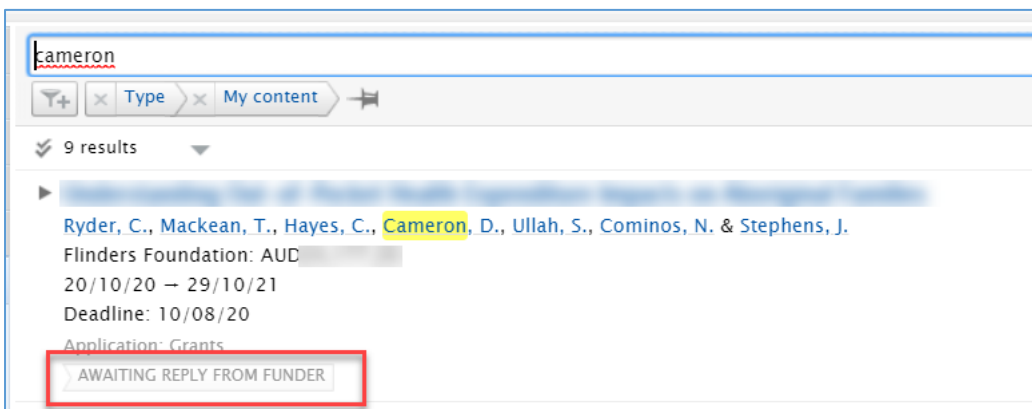 cameron
Type My content
9 results
Ryder, C., Mackean, T., Hayes, C., Cameron, D., Ullah, S., Cominos, N. & Stephens, J.
Flinders Foundation: AUD
20/10/20 → 29/10/21
Deadline: 10/08/20
Application: Grants
AWAITING REPLY FROM FUNDER